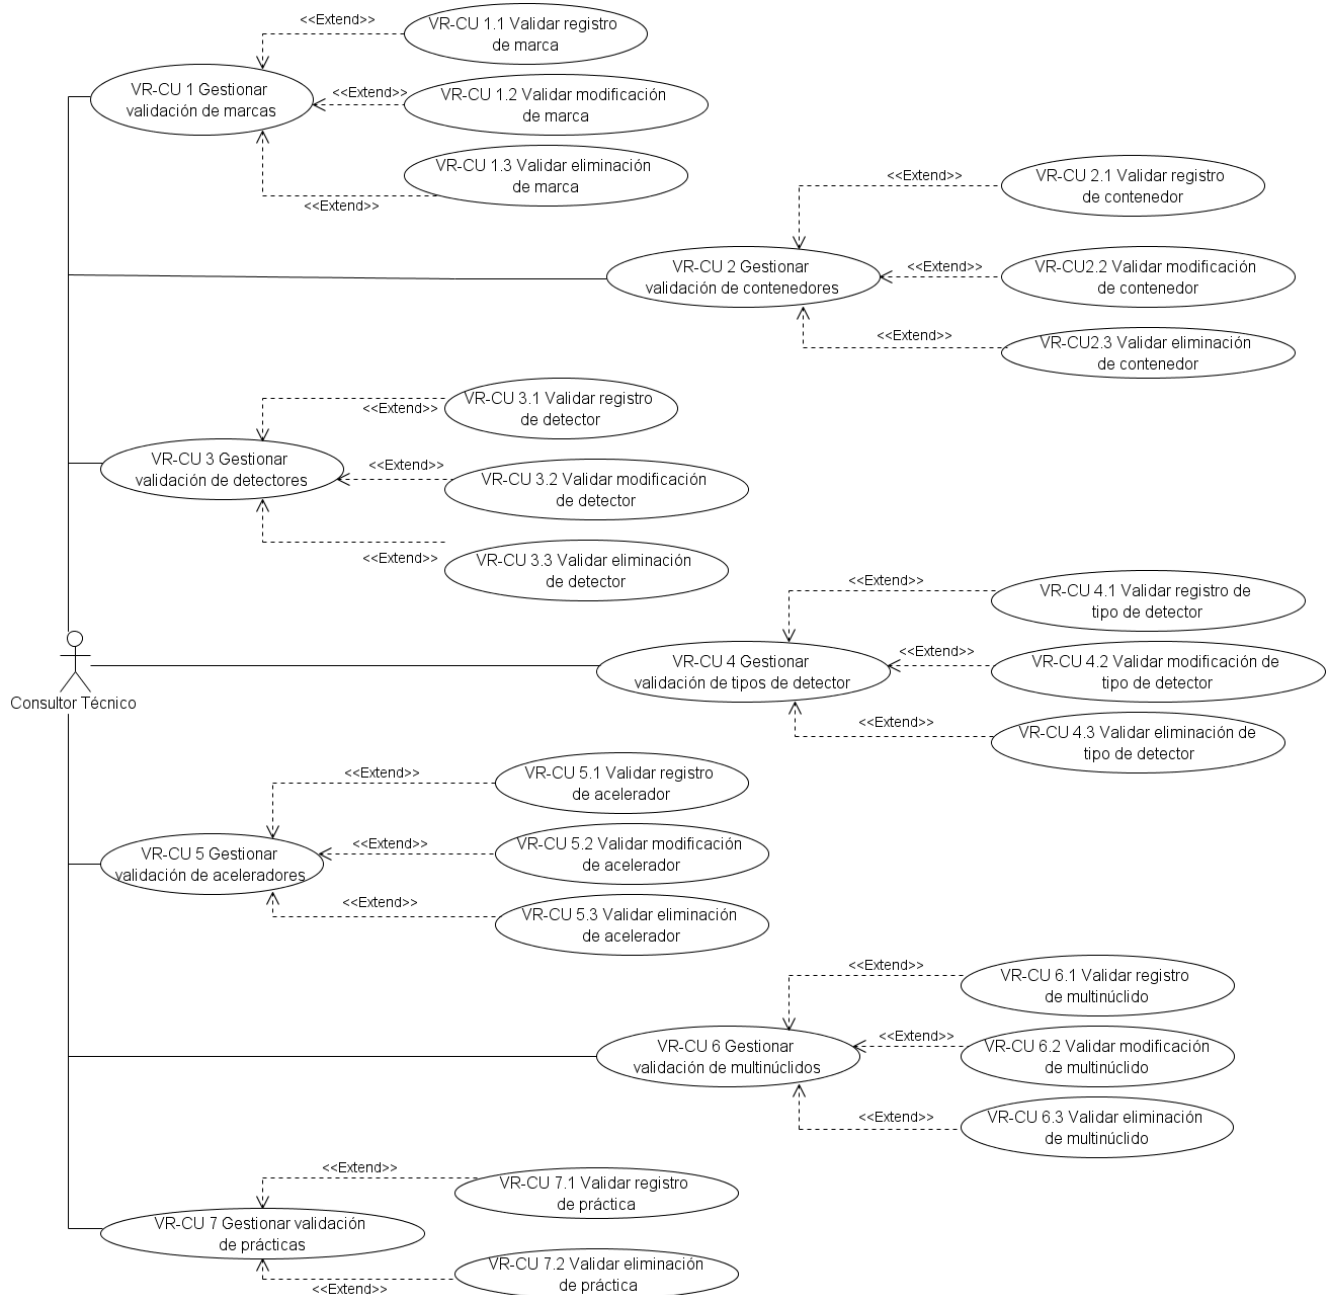 <<Extend>>
VR-CU 1.1 Validar registro
de marca
VR-CU 1 Gestionar
validación de marcas
<<Extend>>
VR-CU 1.2 Validar modificación
de marca
VR-CU 1.3 Validar eliminación
de marca
<<Extend>>
<<Extend>>
VR-CU 2.1 Validar registro
de contenedor
VR-CU 2 Gestionar
validación de contenedores
<<Extend>>
VR-CU2.2 Validar modificación
de contenedor
<<Extend>>
VR-CU2.3 Validar eliminación
de contenedor
<<Extend>>
VR-CU 3.1 Validar registro
de detector
VR-CU 3 Gestionar
validación de detectores
<<Extend>>
VR-CU 3.2 Validar modificación
de detector
<<Extend>>
VR-CU 3.3 Validar eliminación
de detector
<<Extend>>
VR-CU 4.1 Validar registro de
tipo de detector
Consultor Técnico
VR-CU 4 Gestionar
validación de tipos de detector
<<Extend>>
VR-CU 4.2 Validar modificación de
tipo de detector
<<Extend>>
VR-CU 4.3 Validar eliminación de
tipo de detector
<<Extend>>
VR-CU 5.1 Validar registro
de acelerador
VR-CU 5 Gestionar
validación de aceleradores
<<Extend>>
VR-CU 5.2 Validar modificación
de acelerador
<<Extend>>
VR-CU 5.3 Validar eliminación
de acelerador
<<Extend>>
VR-CU 6.1 Validar registro
de multinúclido
VR-CU 6 Gestionar
validación de multinúclidos
<<Extend>>
VR-CU 6.2 Validar modificación
de multinúclido
<<Extend>>
VR-CU 6.3 Validar eliminación
de multinúclido
<<Extend>>
VR-CU 7.1 Validar registro
de práctica
VR-CU 7 Gestionar validación
de prácticas
VR-CU 7.2 Validar eliminación
de práctica
<<Extend>>